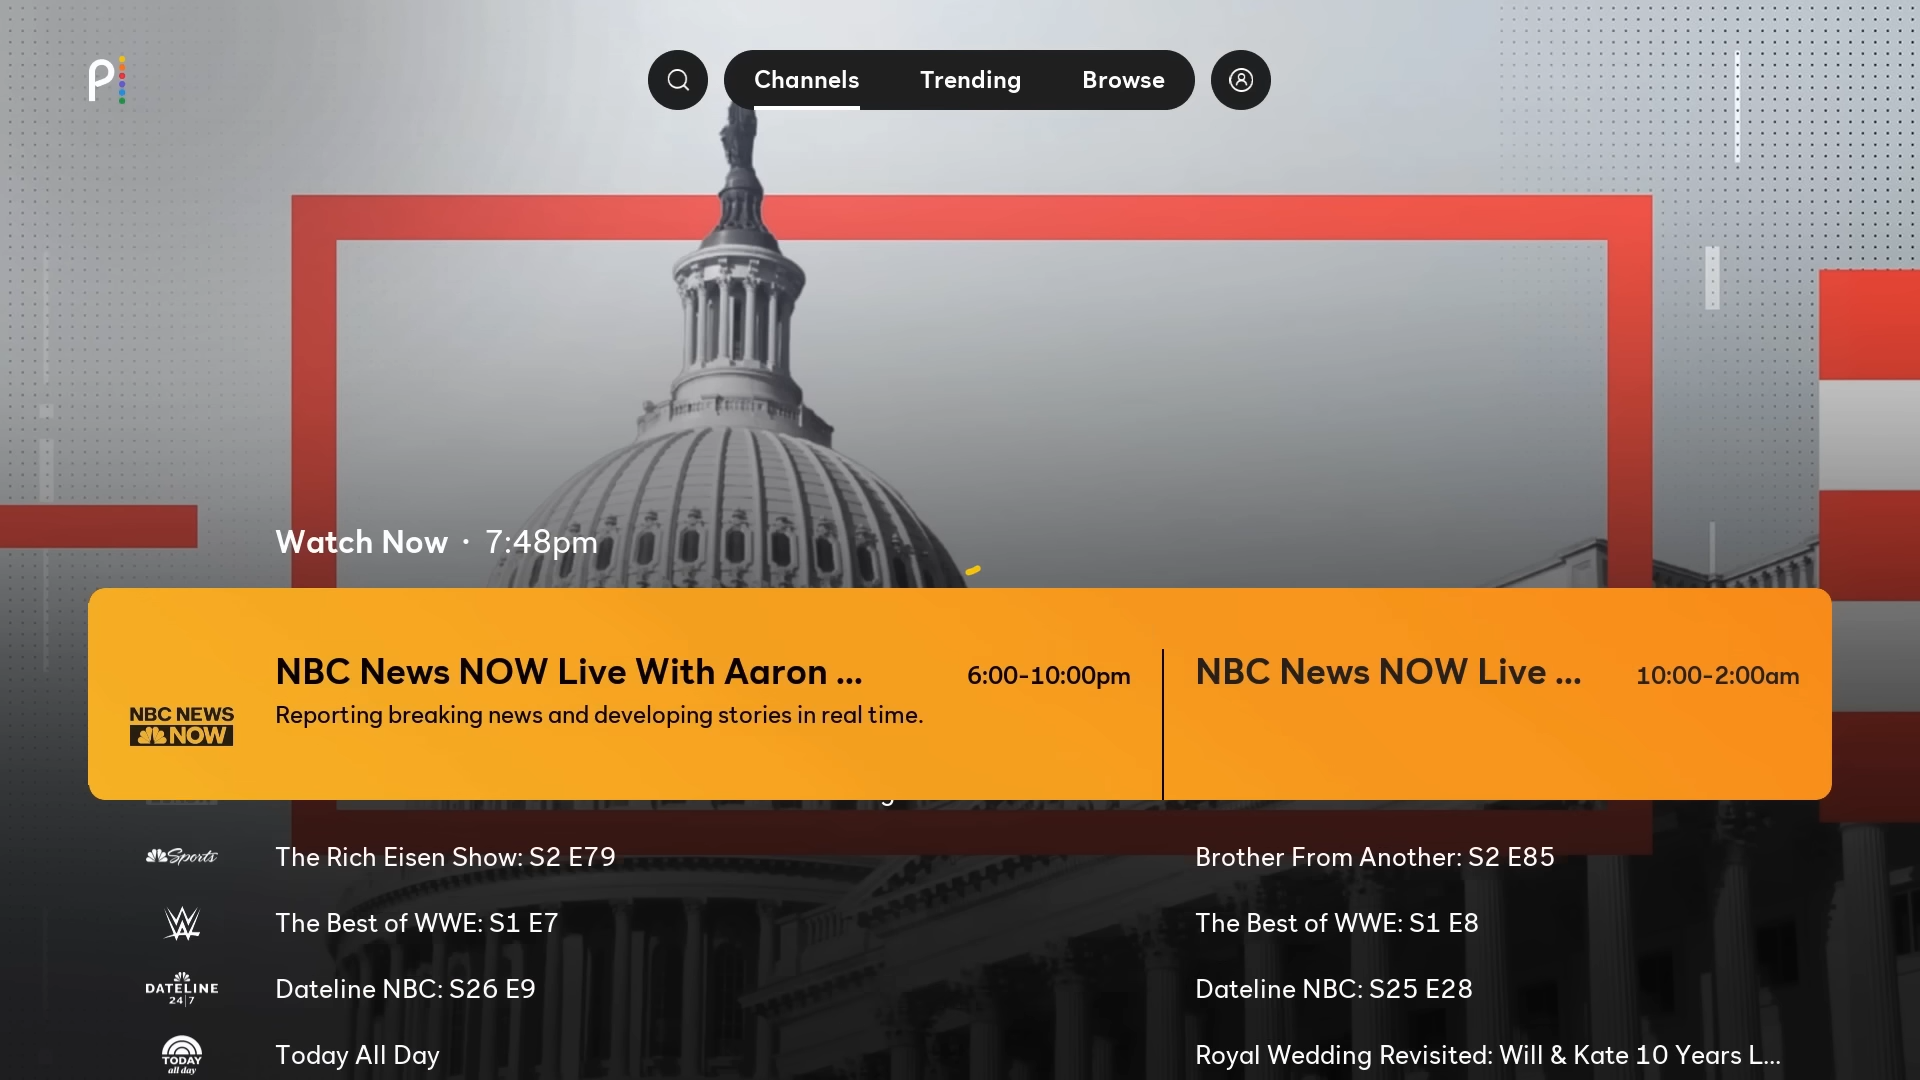 Channels Trending Browse
Watch Now · 7:48pm
NBC News NOW Live With Aaron ... 6:00-10:00pm NBC News NOW Live ... 10:00-2:00am
Reporting breaking news and developing stories in real time.
NBC NEWS
NOW
Sports The Rich Eisen Show: S2 E79 Brother From Another: S2 E85
W The Best of WWE: S1 E7 The Best of WWE: S1 E8
DATELINE
24|7
Dateline NBC: S26 E9 Dateline NBC: S25 E28
TODAY
all day
Today All Day Royal Wedding Revisited: Will & Kate 10 Years L...